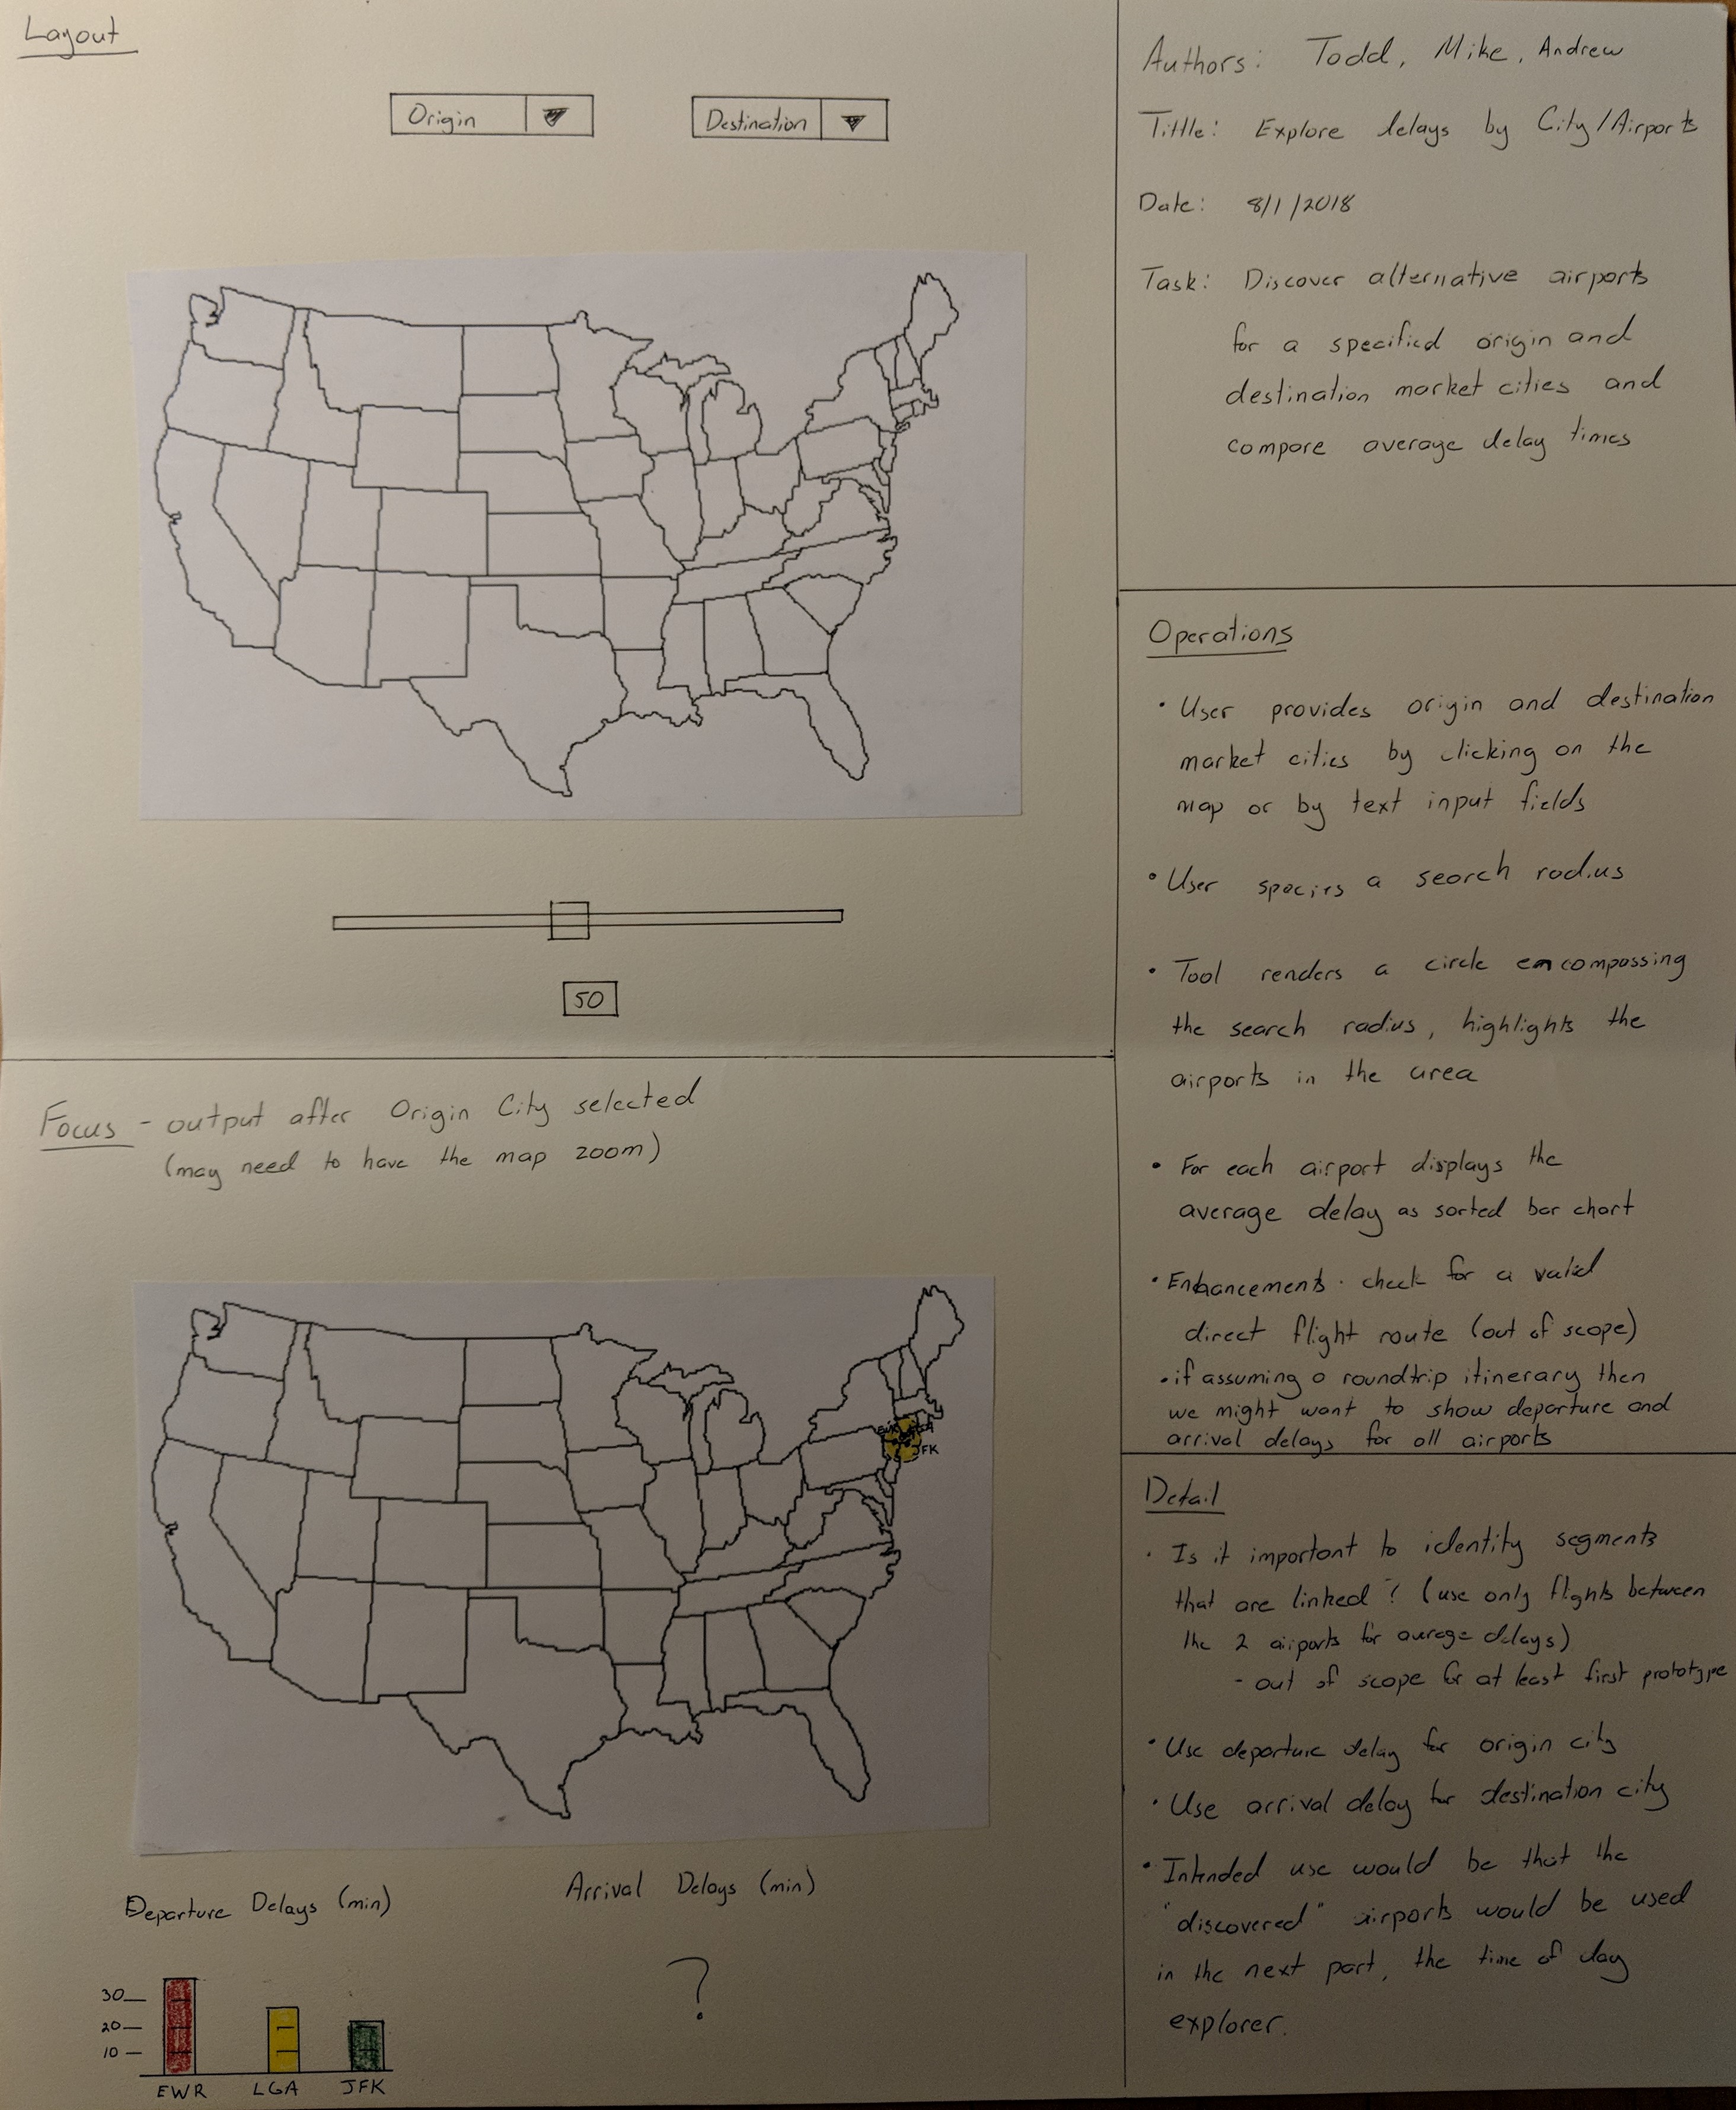 Layout
Origin
Destination
50
Focus - output after Origin City selected
(may need to have the map zoom)
JFK
Departure Delays (min)
Arrival Delays (min)
?
30
20
10
EWR LGA JFK
Authors: Todd, Mike, Andrew
Tittle: Explore delays by City/Airports
Date: 8/1/2018
Task: Discover alternative airports
for a specified origin and
destination market cities and
compare average delay times
Operations
• User provides origin and destination
market cities by clicking on the
map or by text input fields
• User specifs a search radius
• Tool renders a circle encompassing
the search radius, highlights the
airports in the area
• For each airport displays the
average delay as sorted bar chart
• Enhancements · check for a valid
direct flight route (out of scope)
• if assuming a roundtrip itinerary then
we might want to show departure and
arrival delays for all airports
Detail
• Is it important to identity segments
that are linked? (use only flights between
the 2 airports for average delays)
- out of scope for at least first prototype
• Use departure delay for origin city
• Use arrival delay for destination city
• Intended use would be that the
"discovered" airports would be used
in the next part, the time of day
explorer.